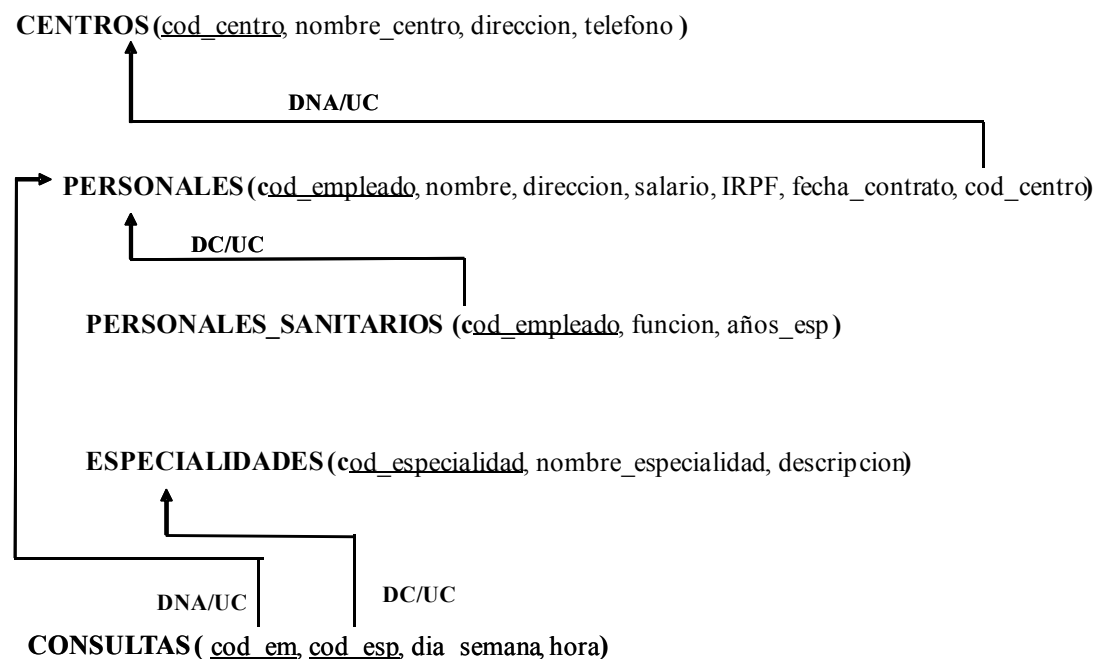 CENTROS (cod_centro, nombre_centro, direccion, telefono )
DNA/UC
PERSONALES (cod_empleado, nombre, direccion, salario, IRPF, fecha_contrato, cod_centro)
DC/UC
PERSONALES_SANITARIOS (cod_empleado, funcion, años_esp )
ESPECIALIDADES (cod_especialidad, nombre_especialidad, descripcion)
DNA/UC
DC/UC
CONSULTAS ( cod_em, cod_esp, dia_semana, hora)